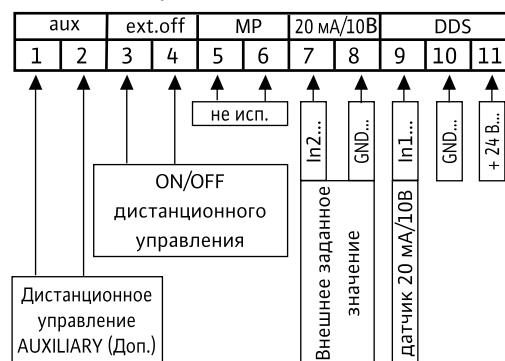 aux ext.off MP 20 мА/10В DDS
1 2 3 4 5 6 7 8 9 10 11
не исп.
In2...
GND...
In1...
GND...
+ 24 В...
ON/OFF
дистанционного
управления
Внешнее заданное
значение
датчик 20 мА/10В
Дистанционное
управление
AUXILIARY (Доп.)